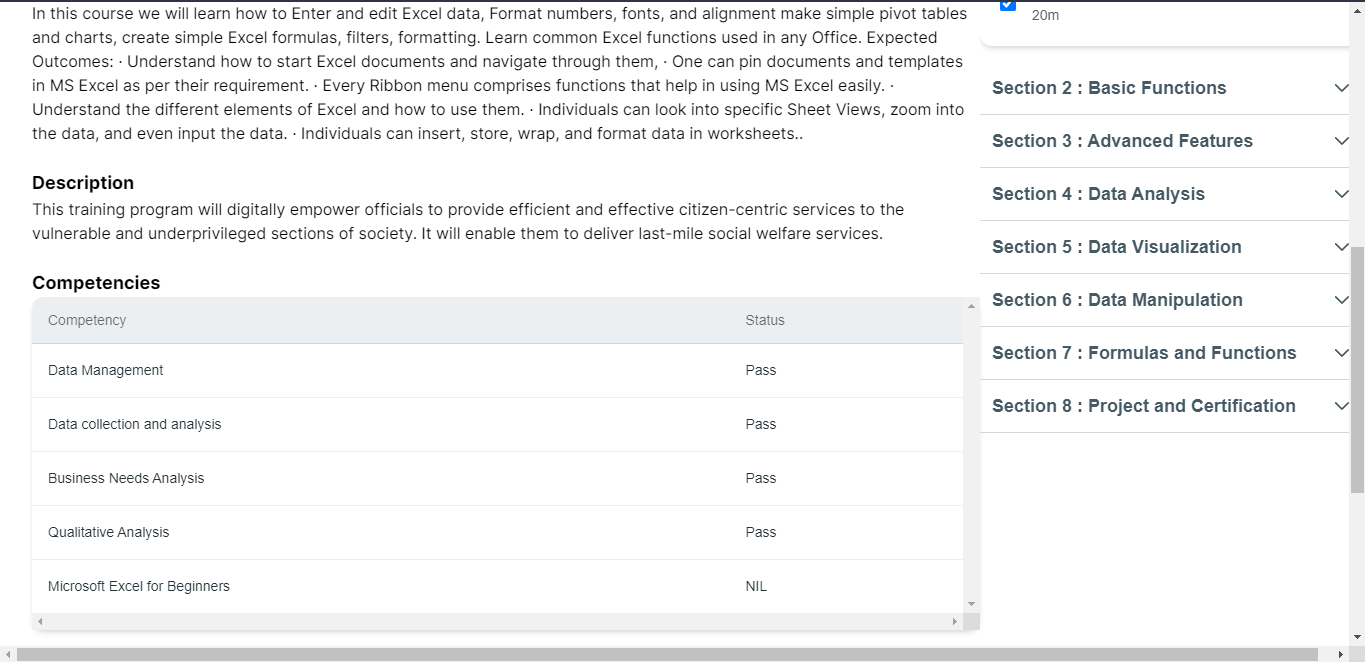 In this course we will learn how to Enter and edit Excel data, Format numbers, fonts, and alignment make simple pivot tables
and charts, create simple Excel formulas, filters, formatting. Learn common Excel functions used in any Office. Expected
Outcomes: · Understand how to start Excel documents and navigate through them, · One can pin documents and templates
in MS Excel as per their requirement. · Every Ribbon menu comprises functions that help in using MS Excel easily. ·
Understand the different elements of Excel and how to use them. · Individuals can look into specific Sheet Views, zoom into
the data, and even input the data. · Individuals can insert, store, wrap, and format data in worksheets..
Description
This training program will digitally empower officials to provide efficient and effective citizen-centric services to the
vulnerable and underprivileged sections of society. It will enable them to deliver last-mile social welfare services.
Competencies
Competency Status
Data Management Pass
Data collection and analysis Pass
Business Needs Analysis Pass
Qualitative Analysis Pass
Microsoft Excel for Beginners NIL
20m
Section 2 : Basic Functions
Section 3 : Advanced Features
Section 4 : Data Analysis
Section 5 : Data Visualization
Section 6 : Data Manipulation
Section 7 : Formulas and Functions
Section 8 : Project and Certification